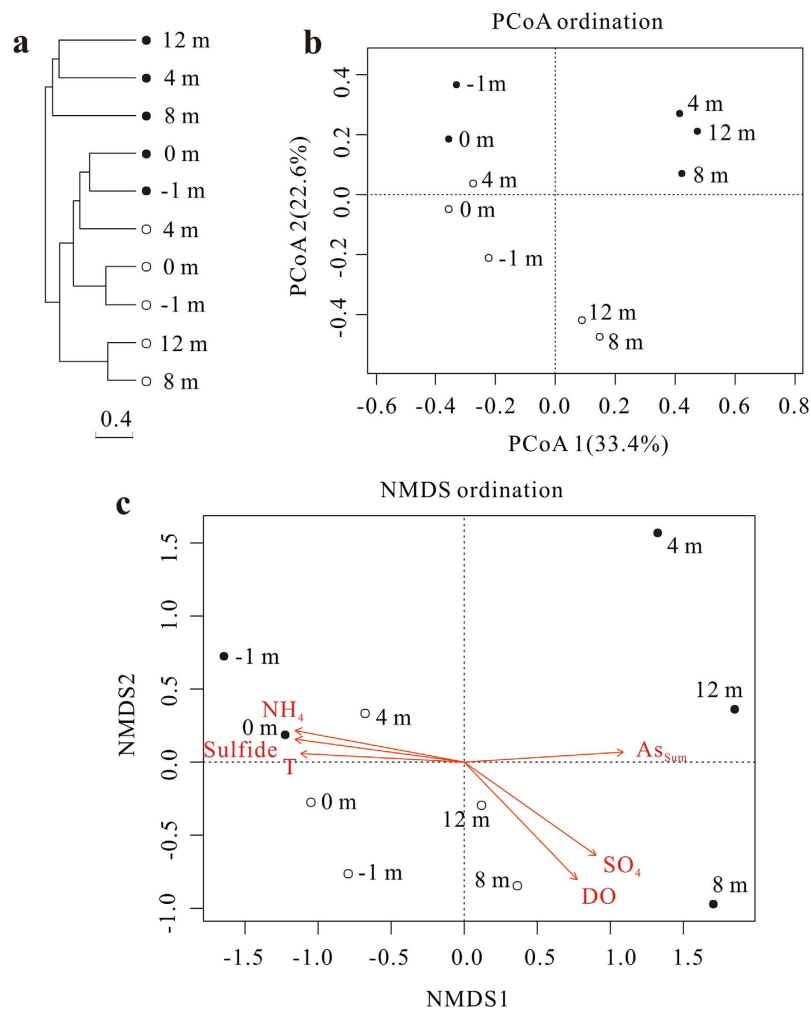 a
12 m
4 m
8 m
0 m
-1 m
4 m
0 m
-1 m
12 m
8 m
0.4
b
PCoA ordination
PCoA 2(22.6%)
0.4
0.2
0.0
-0.2
-0.4
-1m
0 m
4 m
0 m
-1 m
4 m
12 m
8 m
12 m
8 m
-0.6 -0.4 -0.2 0.0 0.2 0.4 0.6 0.8
PCoA 1(33.4%)
c
NMDS ordination
NMDS2
1.5
1.0
0.5
0.0
-0.5
-1.0
4 m
-1 m
12 m
NH₄
4 m
0 m
Sulfide
T
As Sum
0 m
12 m
-1 m
8 m
SO₄
DO
8 m
-1.5 -1.0 -0.5 0.0 0.5 1.0 1.5
NMDS1